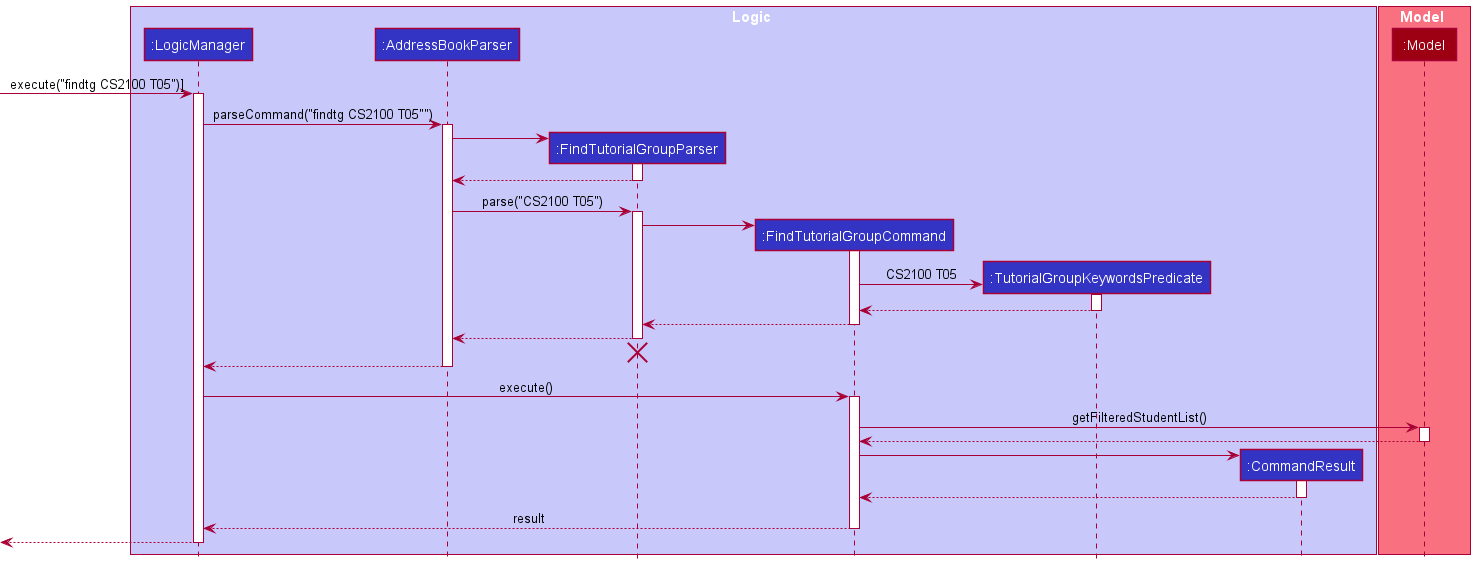 Logic
Model
:LogicManager
:AddressBookParser
:Model
execute("findtg CS2100 T05")]
parseCommand("findtg CS2100 T05"")
:FindTutorialGroupParser
parse("CS2100 T05")
:FindTutorialGroupCommand
CS2100 T05
:TutorialGroupKeywordsPredicate
execute()
getFilteredStudentList()
:CommandResult
result